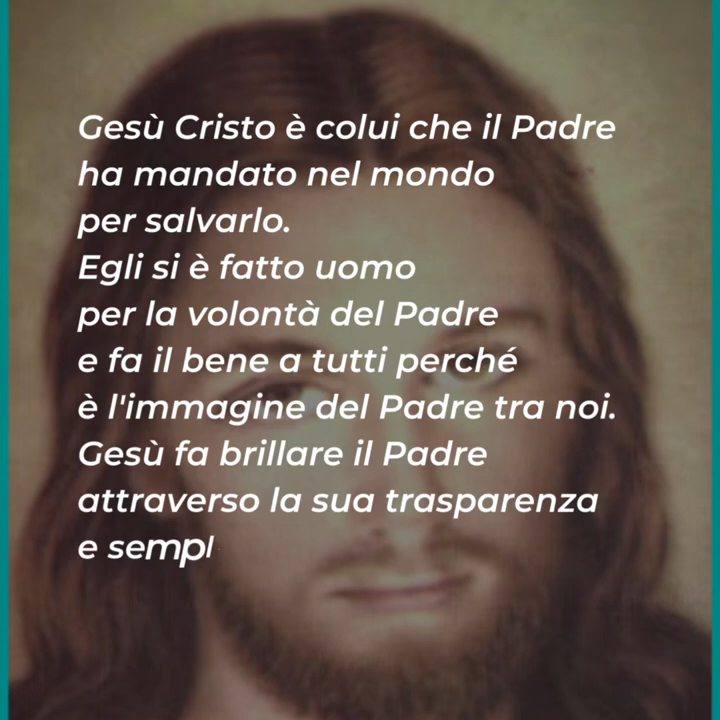 Gesù Cristo è colui che il Padre
ha mandato nel mondo
per salvarlo.
Egli si è fatto uomo
per la volontà del Padre
e fa il bene a tutti perché
è l'immagine del Padre tra noi.
Gesù fa brillare il Padre
attraverso la sua trasparenza
e sempl